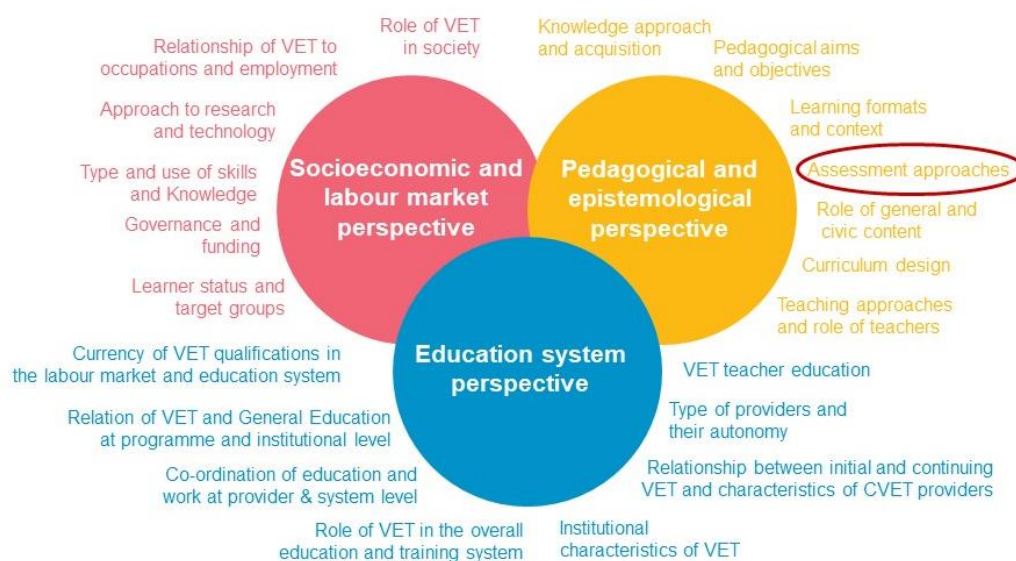 Role of VET
in society
Relationship of VET to
occupations and employment
Approach to research
and technology
Type and use of skills
and Knowledge
Governance and
funding
Learner status and
target groups
Socioeconomic and
labour market
perspective
Knowledge approach
and acquisition
Pedagogical aims
and objectives
Learning formats
and context
Assessment approaches
Role of general and
civic content
Curriculum design
Teaching approaches
and role of teachers
Pedagogical and
epistemological
perspective
Education system
perspective
Currency of VET qualifications in
the labour market and education system
Relation of VET and General Education
at programme and institutional level
Co-ordination of education and
work at provider & system level
Role of VET in the overall
education and training system
VET teacher education
Type of providers and
their autonomy
Relationship between initial and continuing
VET and characteristics of CVET providers
Institutional
characteristics of VET